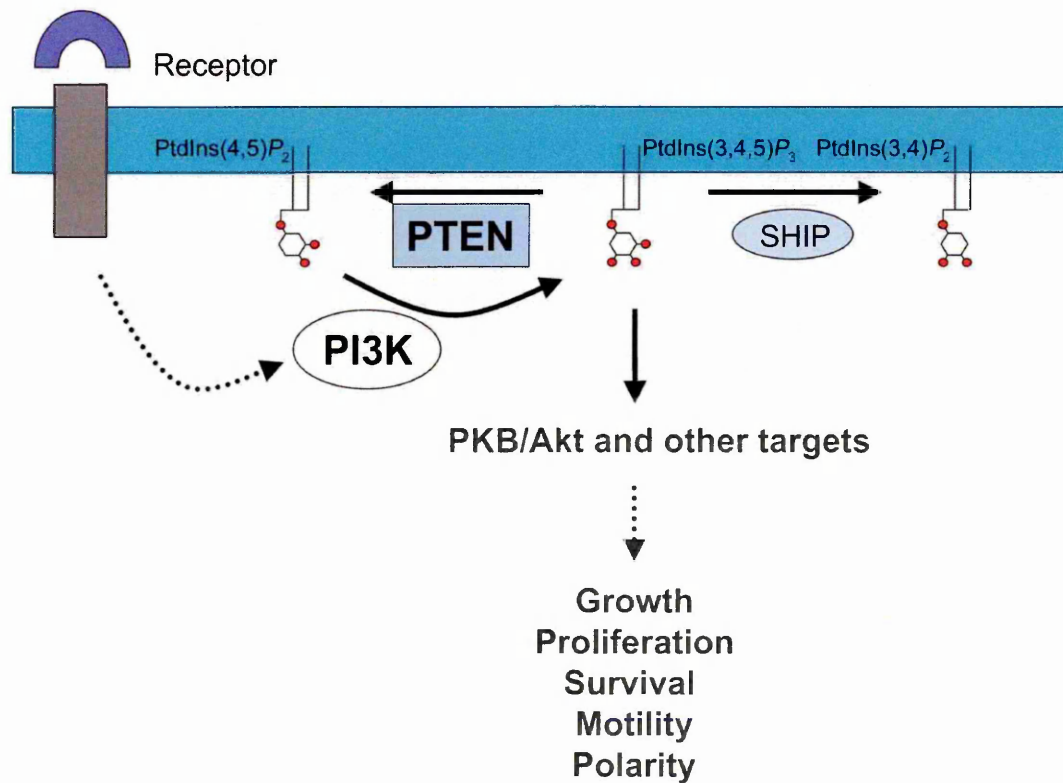 Receptor
PtdIns(4,5)P₂
PtdIns(3,4,5)P₃
PtdIns(3,4)P₂
PTEN
SHIP
PI3K
PKB/Akt and other targets
Growth
Proliferation
Survival
Motility
Polarity